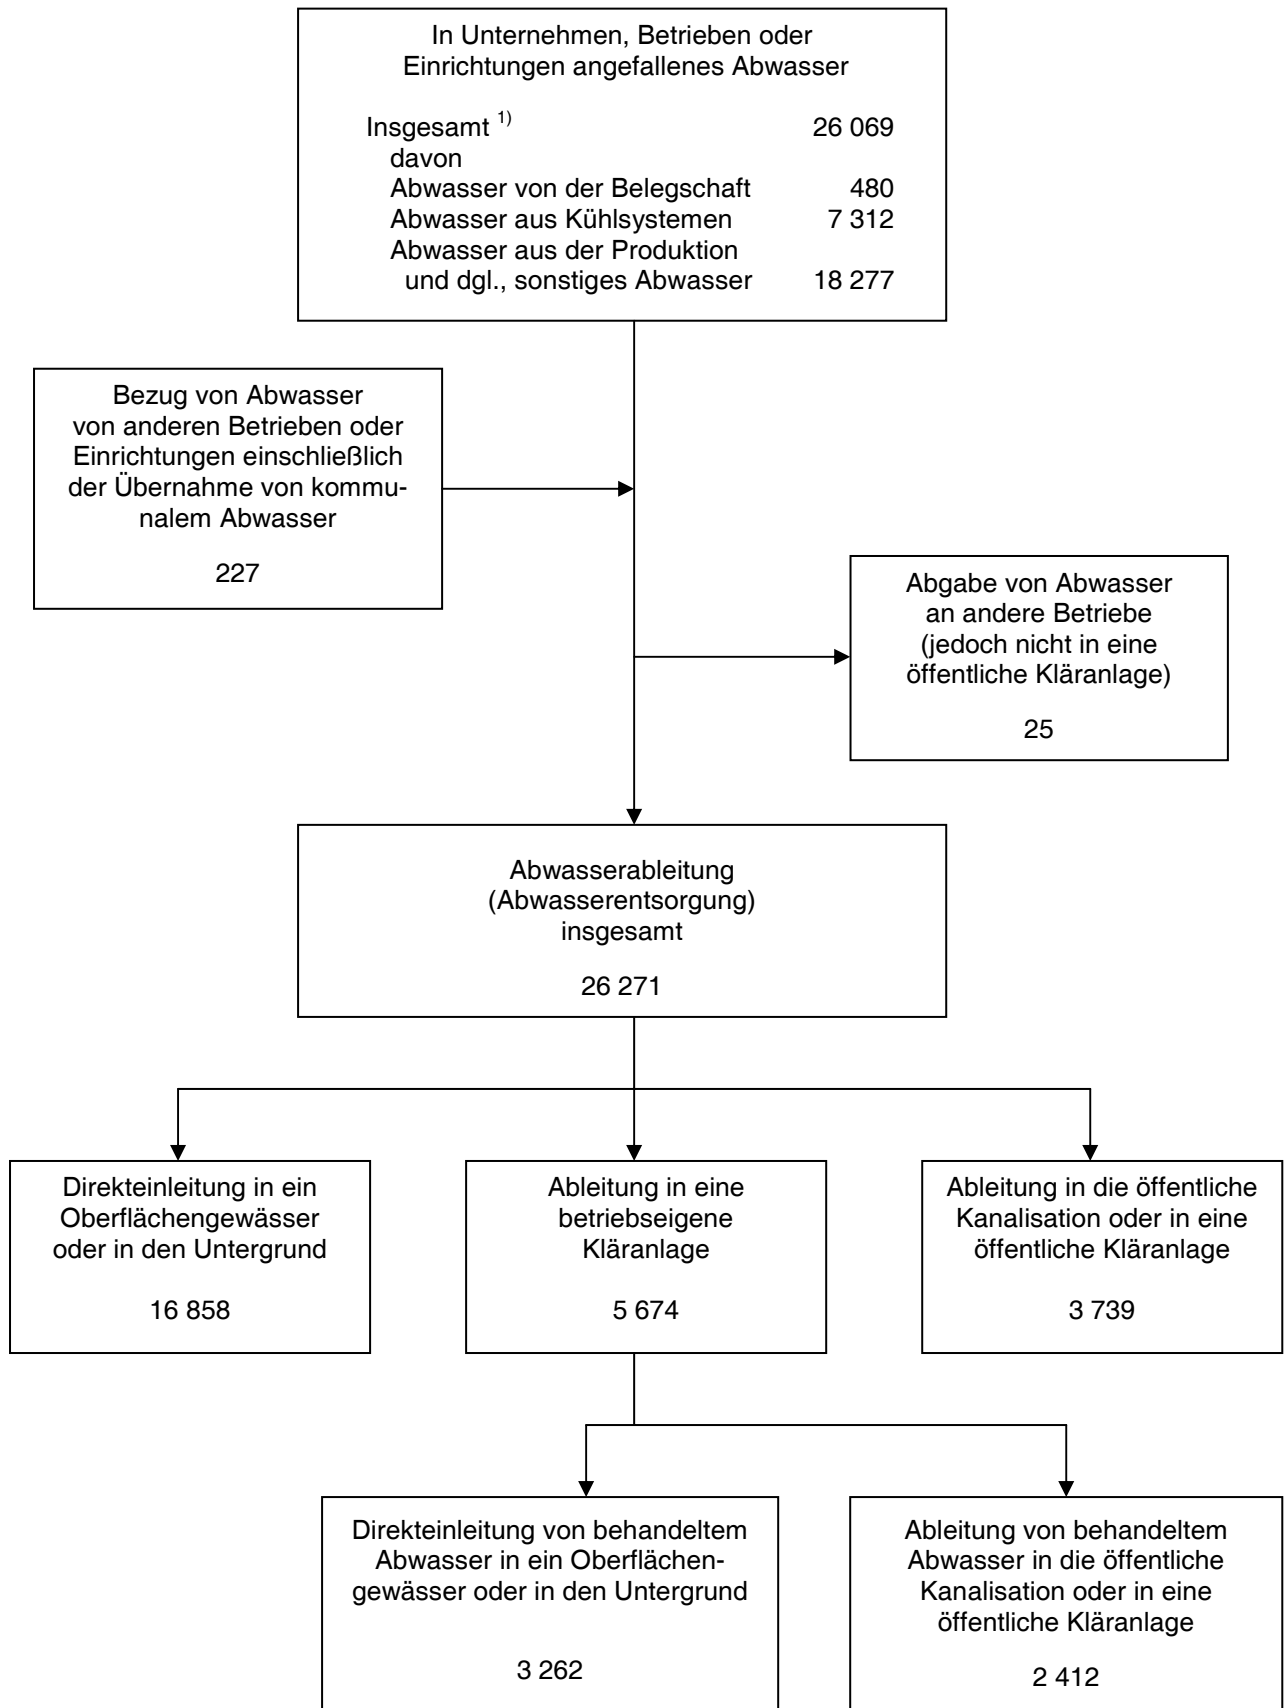 In Unternehmen, Betrieben oder
Einrichtungen angefallenes Abwasser
Insgesamt 1) 26 069
davon
Abwasser von der Belegschaft 480
Abwasser aus Kühlsystemen 7 312
Abwasser aus der Produktion
und dgl., sonstiges Abwasser 18 277
Bezug von Abwasser
von anderen Betrieben oder
Einrichtungen einschließlich
der Übernahme von kommu-
nalem Abwasser
227
Abgabe von Abwasser
an andere Betriebe
(jedoch nicht in eine
öffentliche Kläranlage)
25
Abwasserableitung
(Abwasserentsorgung)
insgesamt
26 271
Direkteinleitung in ein
Oberflächengewässer
oder in den Untergrund
16 858
Ableitung in eine
betriebseigene
Kläranlage
5 674
Ableitung in die öffentliche
Kanalisation oder in eine
öffentliche Kläranlage
3 739
Direkteinleitung von behandeltem
Abwasser in ein Oberflächen-
gewässer oder in den Untergrund
3 262
Ableitung von behandeltem
Abwasser in die öffentliche
Kanalisation oder in eine
öffentliche Kläranlage
2 412